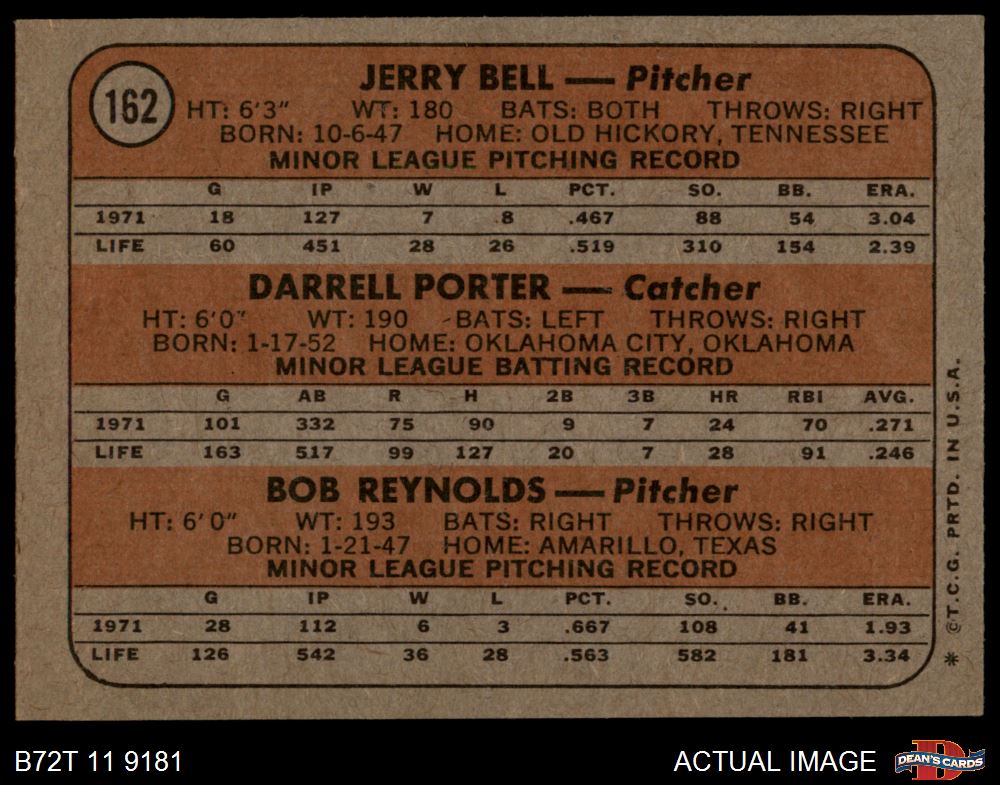 162
JERRY BELL — Pitcher
HT: 6'3" WT: 180 BATS: BOTH THROWS: RIGHT
BORN: 10-6-47 HOME: OLD HICKORY, TENNESSEE
MINOR LEAGUE PITCHING RECORD
G IP W L PCT. SO. BB. ERA.
1971 18 127 7 8 .467 88 54 3.04
LIFE 60 451 28 26 .519 310 154 2.39
DARRELL PORTER — Catcher
HT: 6'0" WT: 190 BATS: LEFT THROWS: RIGHT
BORN: 1-17-52 HOME: OKLAHOMA CITY, OKLAHOMA
MINOR LEAGUE BATTING RECORD
G AB R H 2B 3B HR RBI AVG.
1971 101 332 75 90 9 7 24 70 .271
LIFE 163 517 99 127 20 7 28 91 .246
BOB REYNOLDS — Pitcher
HT: 6'0" WT: 193 BATS: RIGHT THROWS: RIGHT
BORN: 1-21-47 HOME: AMARILLO, TEXAS
MINOR LEAGUE PITCHING RECORD
G IP W L PCT. SO. BB. ERA.
1971 28 112 6 3 .667 108 41 1.93
LIFE 126 542 36 28 .563 582 181 3.34
* ©T.C.G. PRTD. IN U.S.A.
B72T 11 9181 ACTUAL IMAGE
D
DEAN'S CARDS